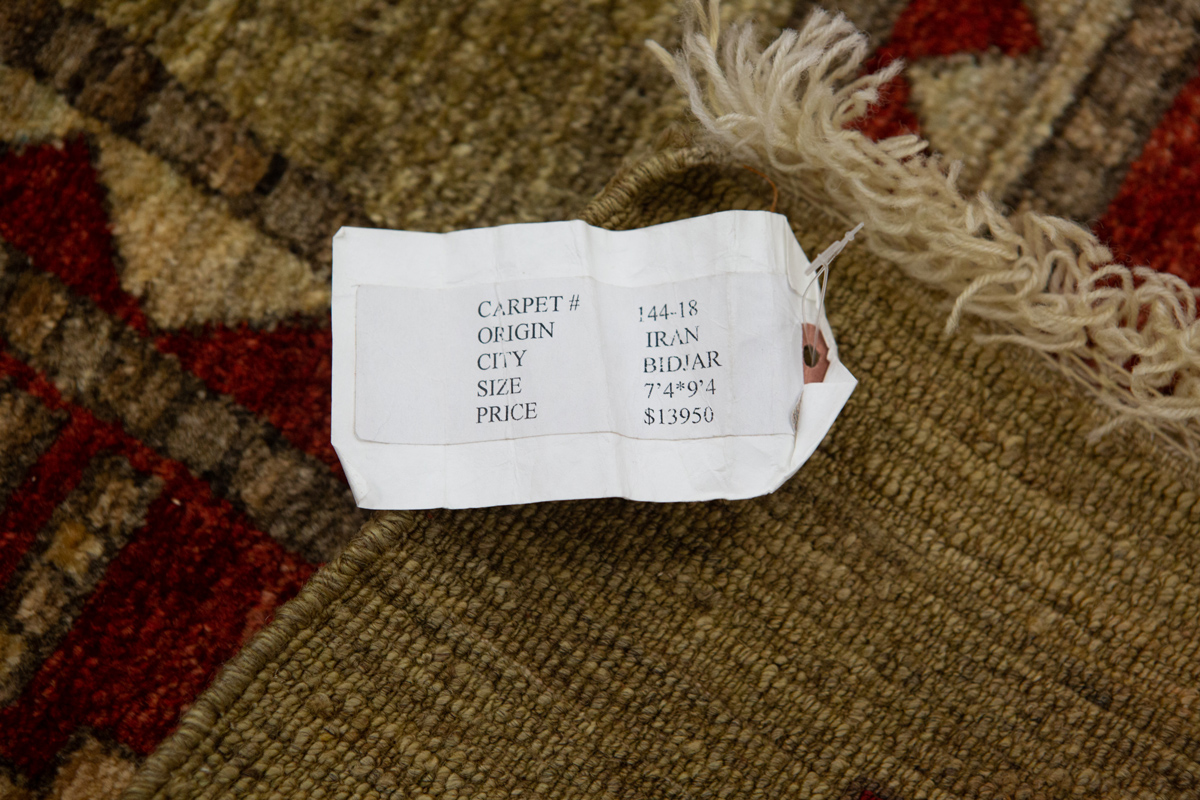 CARPET # 144-18
ORIGIN IRAN
CITY BIDJAR
SIZE 7'4*9'4
PRICE $13950